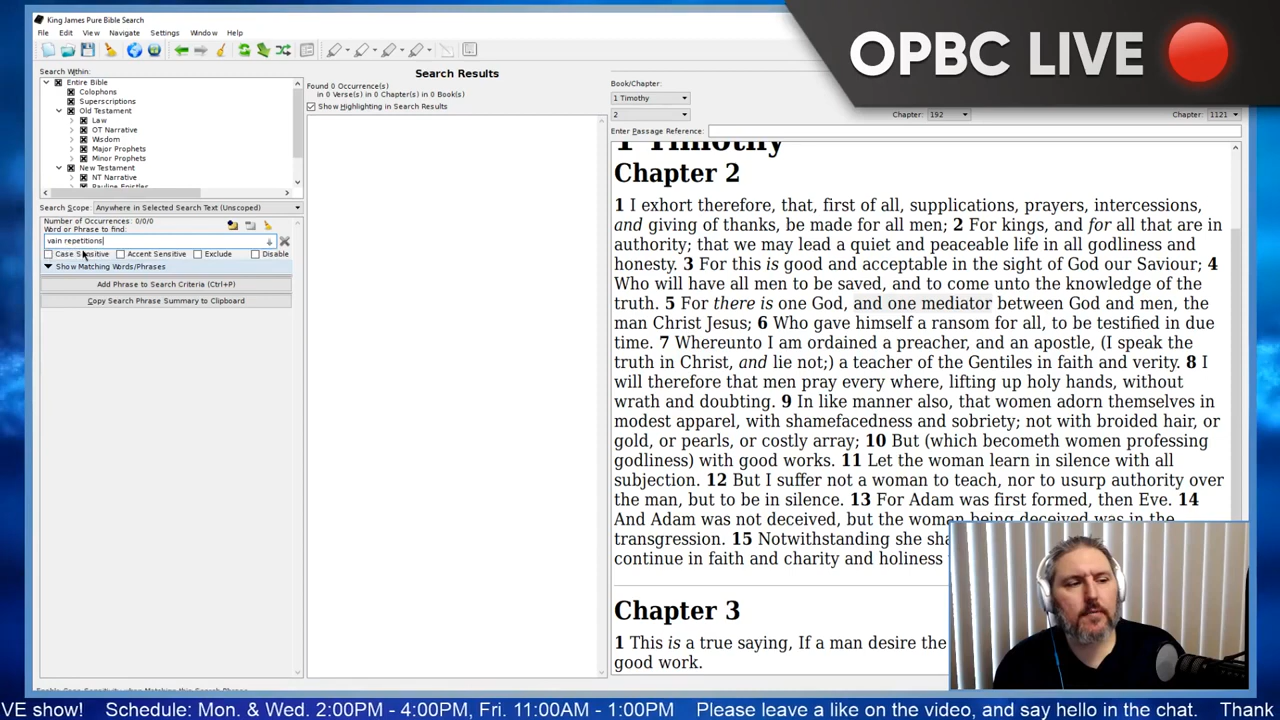 King James Pure Bible Search
File Edit View Navigate Settings Window Help
OPBC LIVE
Search Within:
Entire Bible
Colophons
Superscriptions
Old Testament
Law
OT Narrative
Wisdom
Major Prophets
Minor Prophets
New Testament
NT Narrative
Pauline Epistles
Search Scope: Anywhere in Selected Search Text (Unscoped)
Number of Occurrences: 0/0/0
Word or Phrase to find:
vain repetitions
Case Sensitive Accent Sensitive Exclude Disable
Show Matching Words/Phrases
Add Phrase to Search Criteria (Ctrl+P)
Copy Search Phrase Summary to Clipboard
Search Results
Found 0 Occurrence(s)
in 0 Verse(s) in 0 Chapter(s) in 0 Book(s)
Show Highlighting in Search Results
Book/Chapter:
1 Timothy
2 Chapter: 192 Chapter: 1121
Enter Passage Reference:
1 Timothy
Chapter 2
1 I exhort therefore, that, first of all, supplications, prayers, intercessions,
and giving of thanks, be made for all men; 2 For kings, and for all that are in
authority; that we may lead a quiet and peaceable life in all godliness and
honesty. 3 For this is good and acceptable in the sight of God our Saviour; 4
Who will have all men to be saved, and to come unto the knowledge of the
truth. 5 For there is one God, and one mediator between God and men, the
man Christ Jesus; 6 Who gave himself a ransom for all, to be testified in due
time. 7 Whereunto I am ordained a preacher, and an apostle, (I speak the
truth in Christ, and lie not;) a teacher of the Gentiles in faith and verity. 8 I
will therefore that men pray every where, lifting up holy hands, without
wrath and doubting. 9 In like manner also, that women adorn themselves in
modest apparel, with shamefacedness and sobriety; not with broided hair, or
gold, or pearls, or costly array; 10 But (which becometh women professing
godliness) with good works. 11 Let the woman learn in silence with all
subjection. 12 But I suffer not a woman to teach, nor to usurp authority over
the man, but to be in silence. 13 For Adam was first formed, then Eve. 14
And Adam was not deceived, but the woman being deceived was in the
transgression. 15 Notwithstanding she sha
continue in faith and charity and holiness
Chapter 3
1 This is a true saying, If a man desire the
good work.
VE show! Schedule: Mon. & Wed. 2:00PM - 4:00PM, Fri. 11:00AM - 1:00PM Please leave a like on the video, and say hello in the chat. Thank